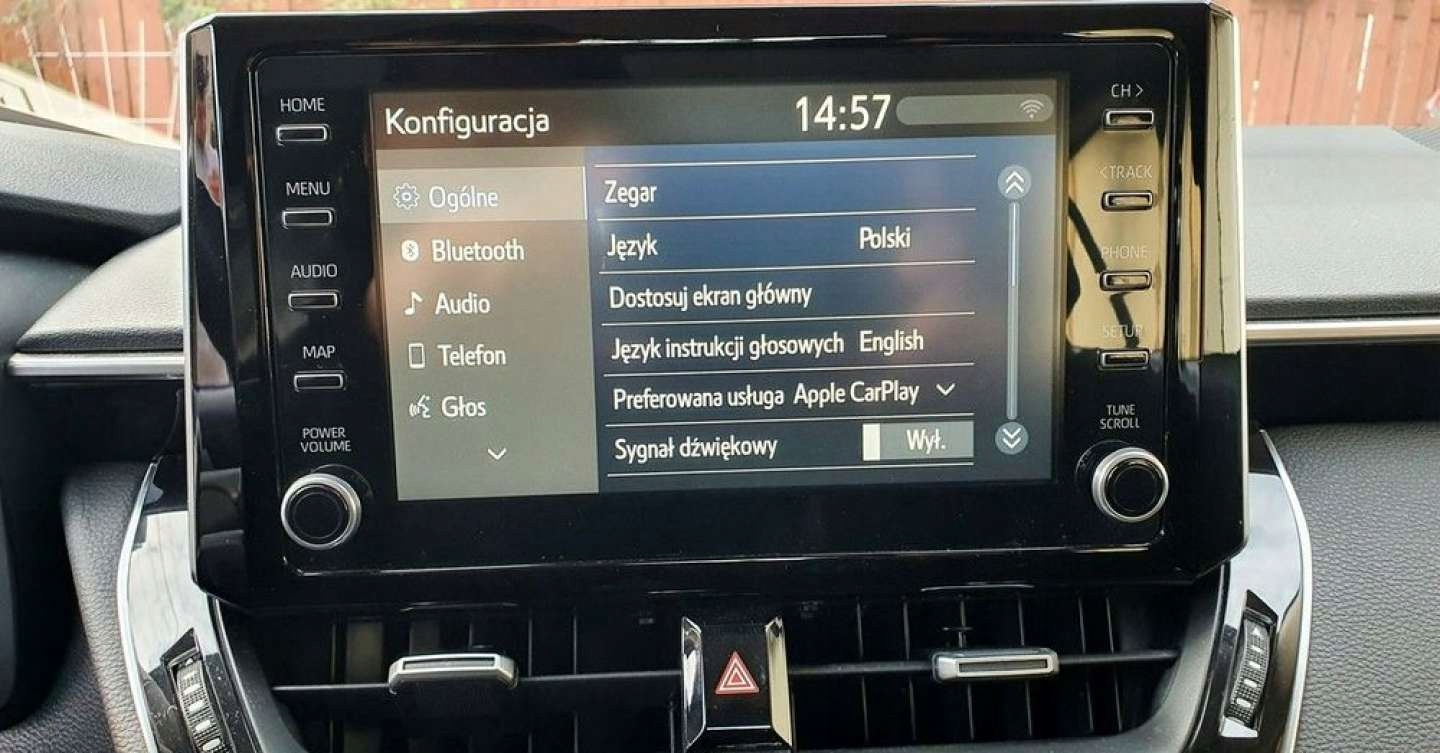 HOME
MENU
AUDIO
MAP
POWER
VOLUME
Konfiguracja
14:57
Ogólne
Bluetooth
Audio
Telefon
Głos
Zegar
Język Polski
Dostosuj ekran główny
Język instrukcji głosowych English
Preferowana usługa Apple CarPlay
Sygnał dźwiękowy Wył.
CH >
< TRACK
PHONE
SETUP
TUNE
SCROLL